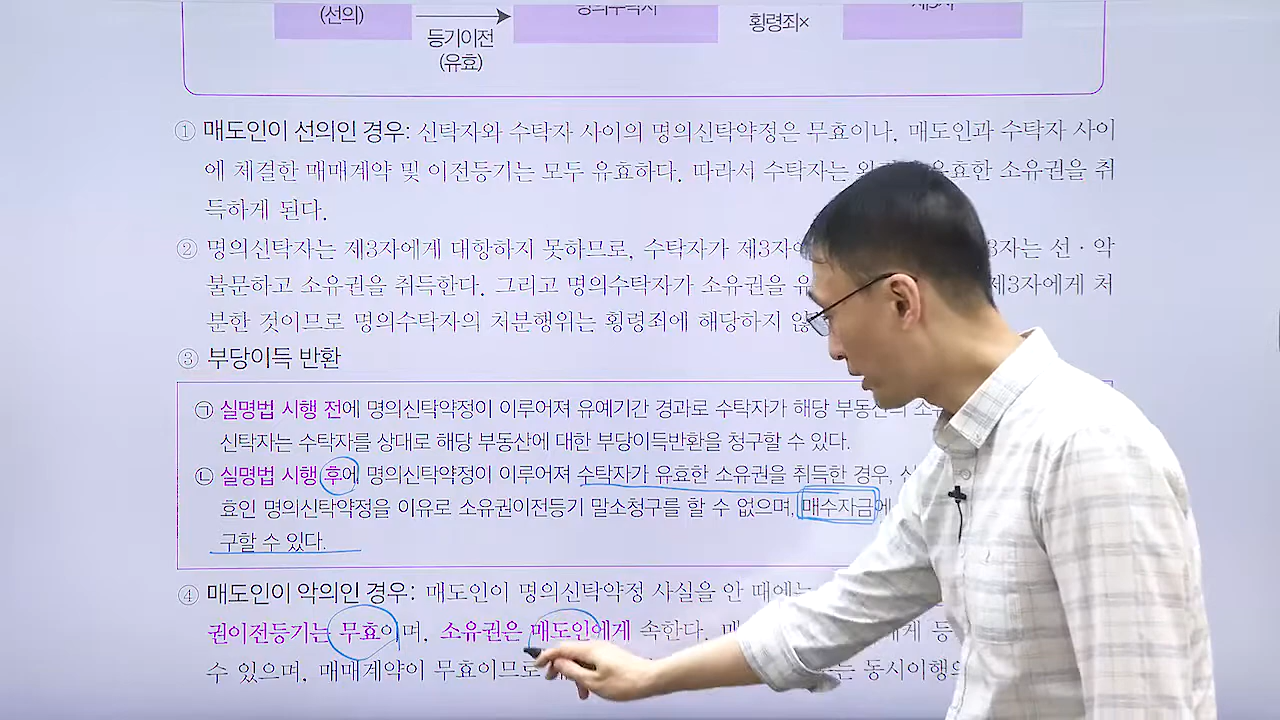 (선의)
명의수탁자
제3자
등기이전
(유효)
횡령죄×
① 매도인이 선의인 경우: 신탁자와 수탁자 사이의 명의신탁약정은 무효이나, 매도인과 수탁자 사이
에 체결한 매매계약 및 이전등기는 모두 유효하다. 따라서 수탁자는 유효한 소유권을 취
득하게 된다.
② 명의신탁자는 제3자에게 대항하지 못하므로, 수탁자가 제3자 3자는 선·악
불문하고 소유권을 취득한다. 그리고 명의수탁자가 소유권을 제3자에게 처
분한 것이므로 명의수탁자의 처분행위는 횡령죄에 해당하지
③ 부당이득 반환
㉠ 실명법 시행 전에 명의신탁약정이 이루어져 유예기간 경과로 수탁자가 해당 부동산의
신탁자는 수탁자를 상대로 해당 부동산에 대한 부당이득반환을 청구할 수 있다.
㉡ 실명법 시행 후에 명의신탁약정이 이루어져 수탁자가 유효한 소유권을 취득한 경우,
효인 명의신탁약정을 이유로 소유권이전등기 말소청구를 할 수 없으며, 매수자금에
구할 수 있다.
④ 매도인이 악의인 경우: 매도인이 명의신탁약정 사실을 안 때에는
권이전등기는 무효이며, 소유권은 매도인에게 속한다. 에게 등
수 있으며, 매매계약이 무효이므로 는 동시이행의